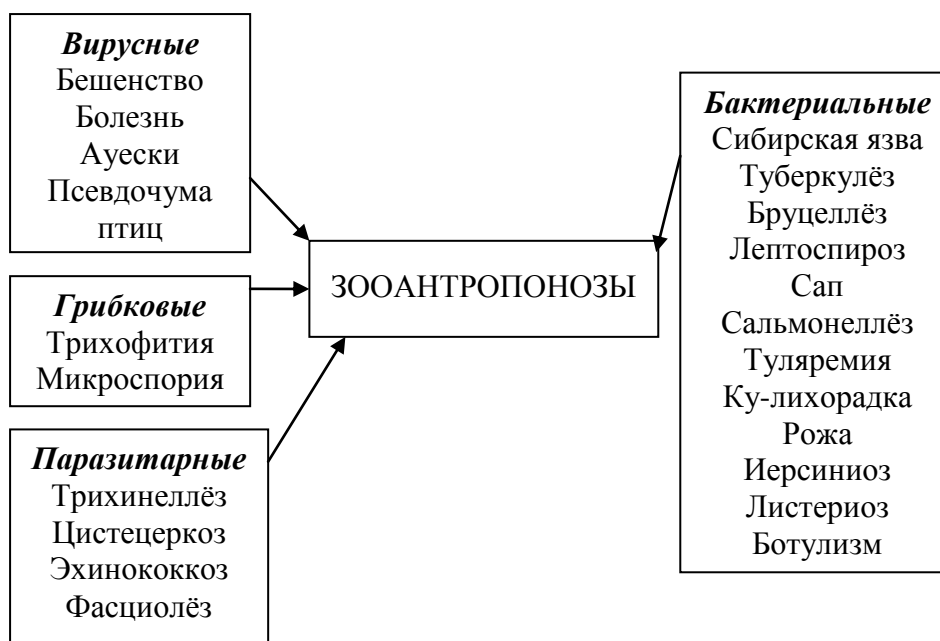 Вирусные
Бешенство
Болезнь
Ауески
Псевдочума
птиц
Грибковые
Трихофития
Микроспория
Паразитарные
Трихинеллёз
Цистецеркоз
Эхинококкоз
Фасциолёз
ЗООАНТРОПОНОЗЫ
Бактериальные
Сибирская язва
Туберкулёз
Бруцеллёз
Лептоспироз
Сап
Сальмонеллёз
Туляремия
Ку-лихорадка
Рожа
Иерсиниоз
Листериоз
Ботулизм